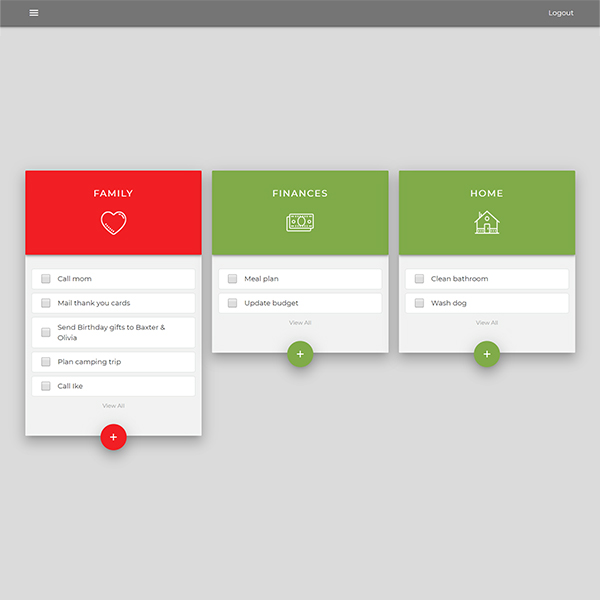 Logout
FAMILY
Call mom
Mail thank you cards
Send Birthday gifts to Baxter &
Olivia
Plan camping trip
Call Ike
View All
+
FINANCES
Meal plan
Update budget
View All
+
HOME
Clean bathroom
Wash dog
View All
+